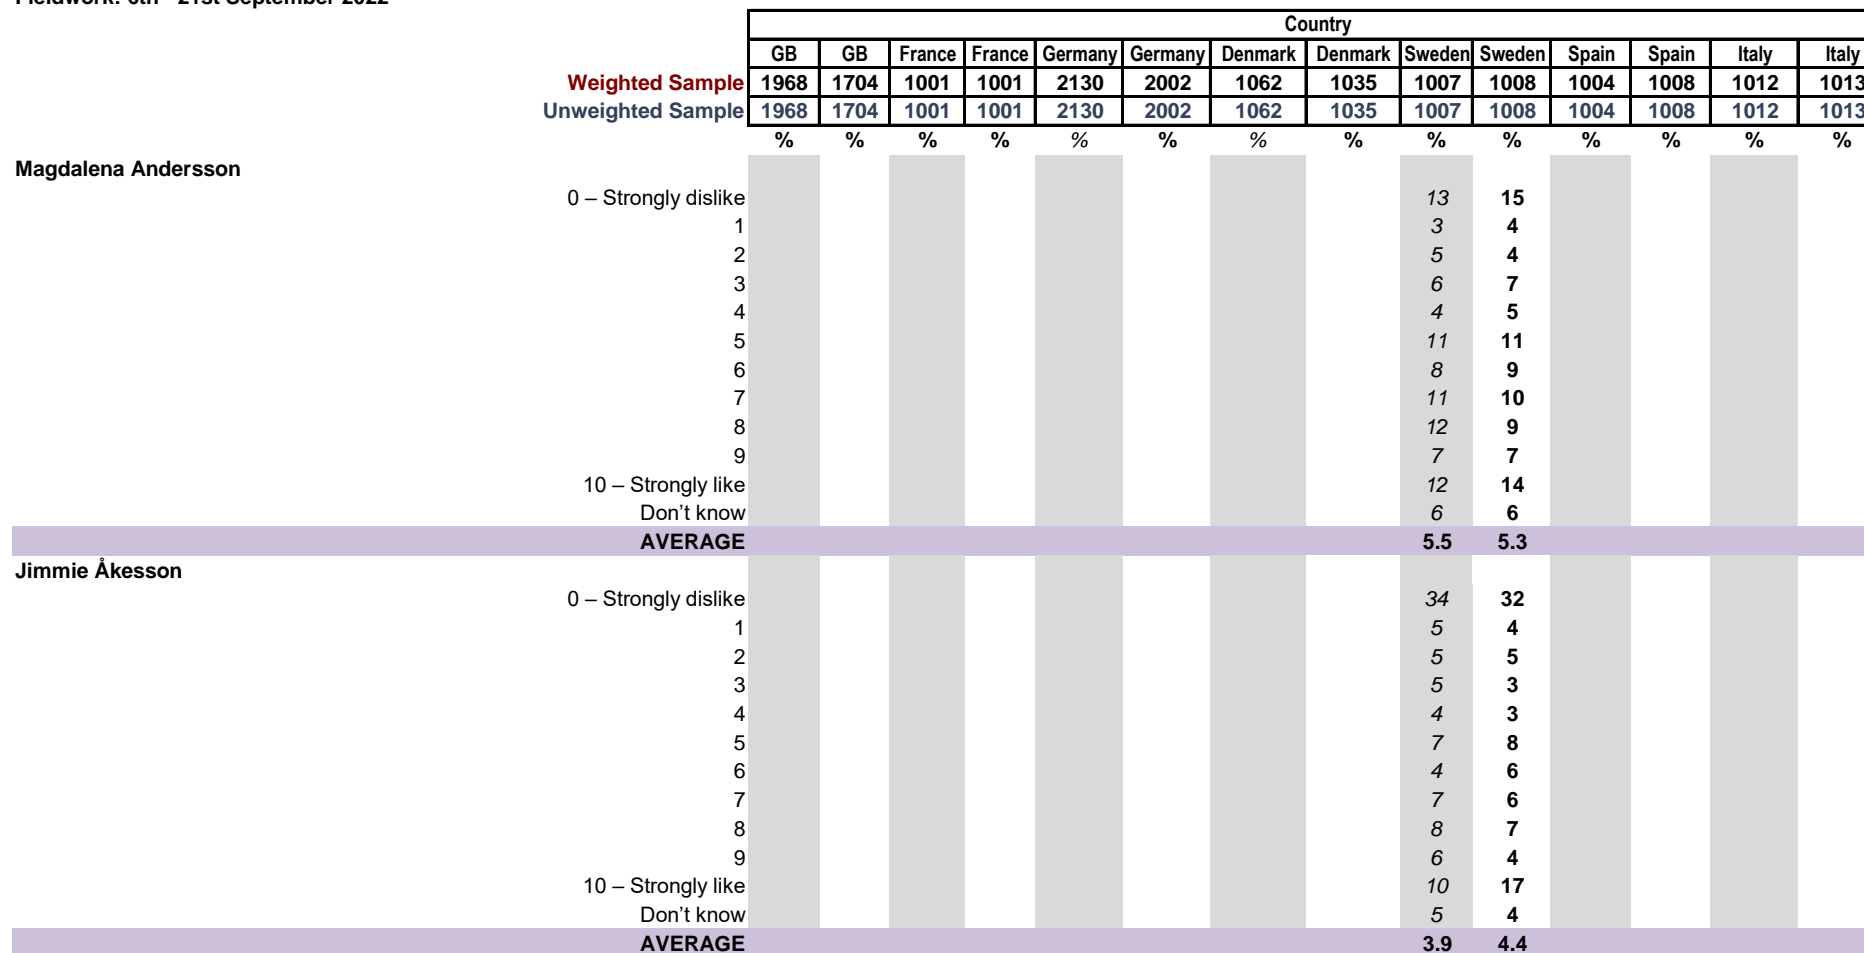 Fieldwork: 6th - 21st September 2022
Country
GB GB France France Germany Germany Denmark Denmark Sweden Sweden Spain Spain Italy Italy
Weighted Sample 1968 1704 1001 1001 2130 2002 1062 1035 1007 1008 1004 1008 1012 1013
Unweighted Sample 1968 1704 1001 1001 2130 2002 1062 1035 1007 1008 1004 1008 1012 1013
% % % % % % % % % % % % % %
Magdalena Andersson
0 – Strongly dislike 13 15
1 3 4
2 5 4
3 6 7
4 4 5
5 11 11
6 8 9
7 11 10
8 12 9
9 7 7
10 – Strongly like 12 14
Don't know 6 6
AVERAGE 5.5 5.3
Jimmie Åkesson
0 – Strongly dislike 34 32
1 5 4
2 5 5
3 5 3
4 4 3
5 7 8
6 4 6
7 7 6
8 8 7
9 6 4
10 – Strongly like 10 17
Don't know 5 4
AVERAGE 3.9 4.4